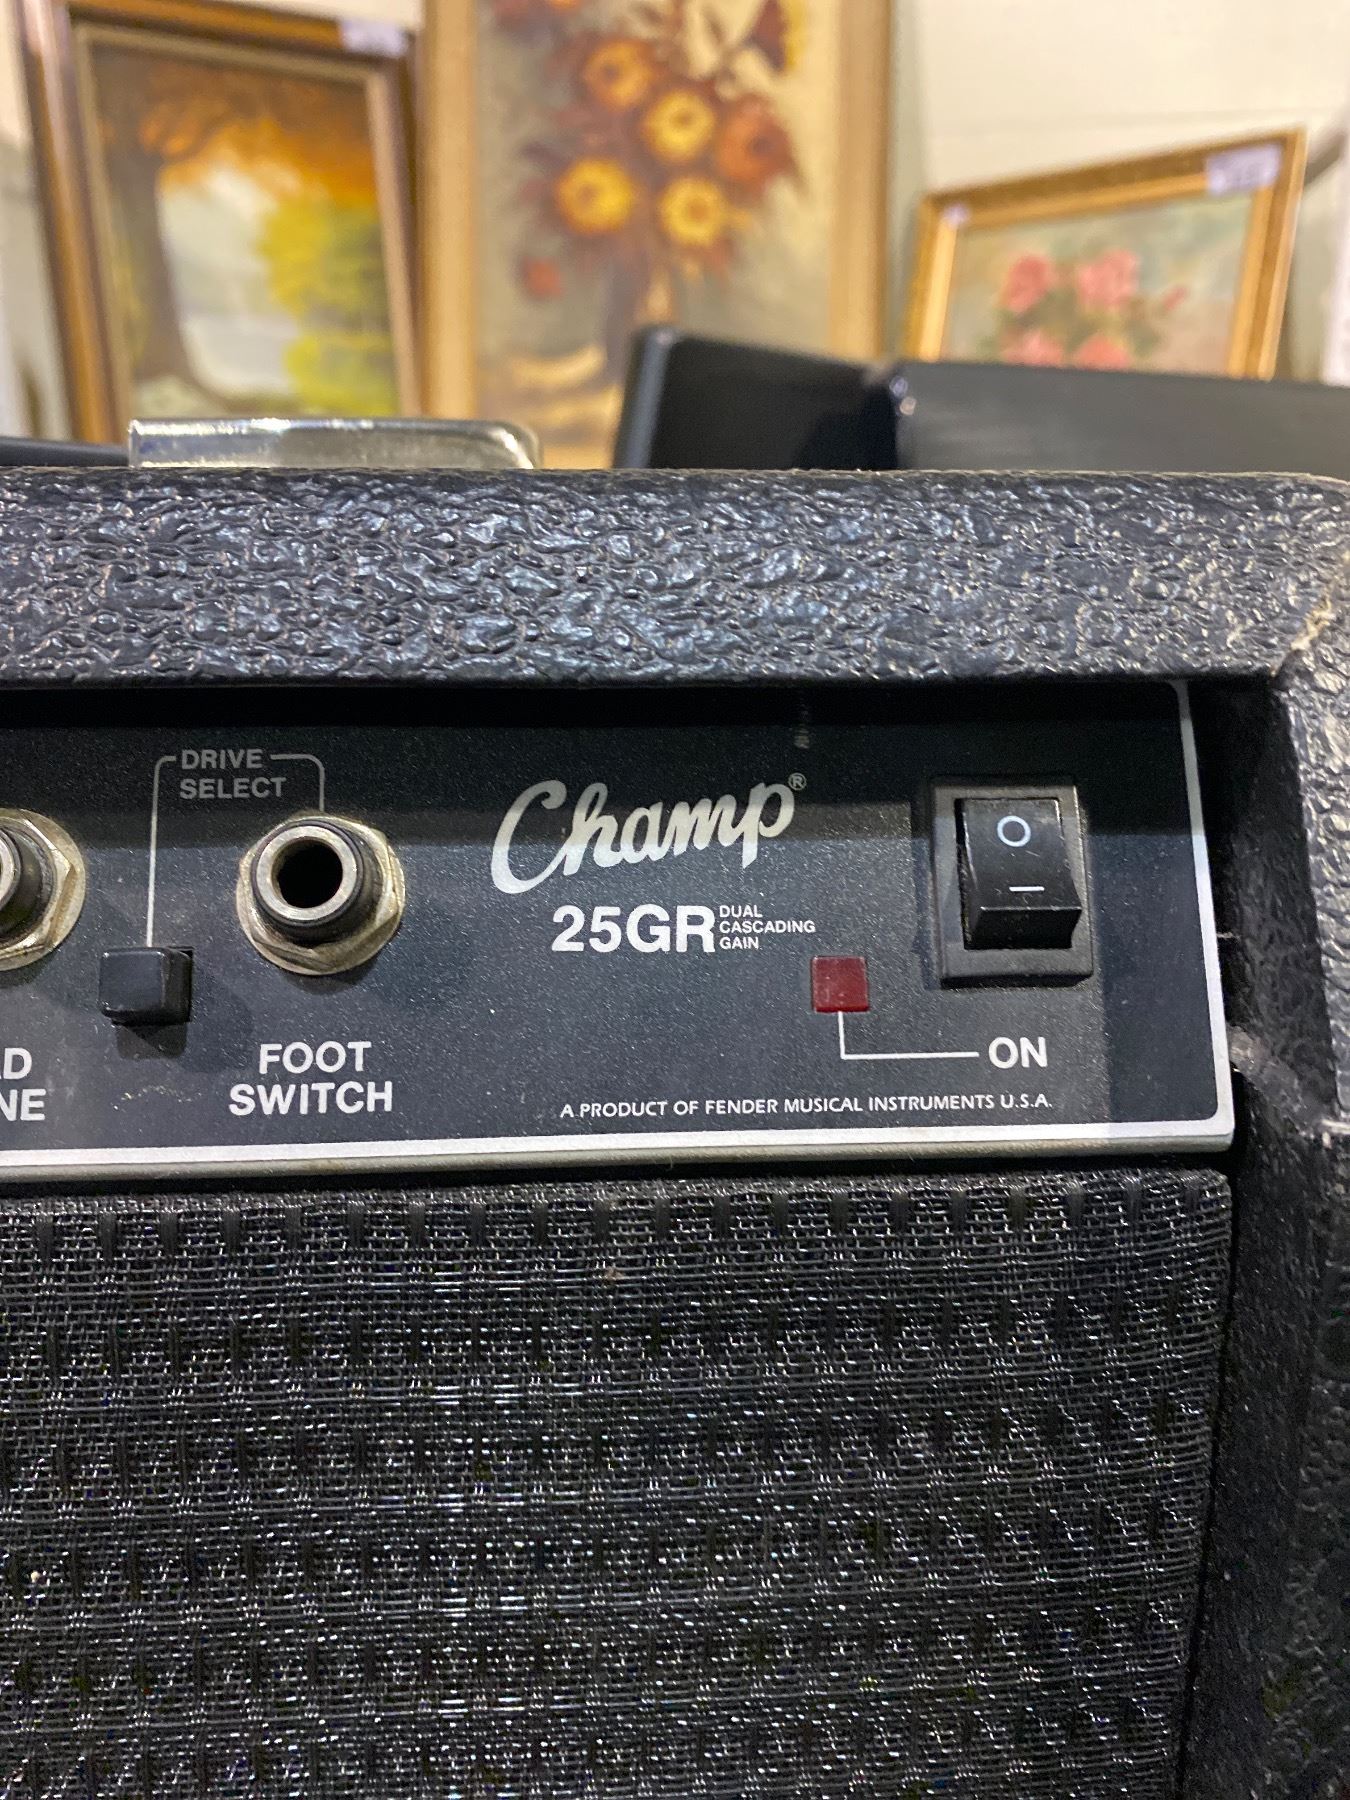 DRIVE
SELECT
Champ®
25GR DUAL
CASCADING
GAIN
O
ON
FOOT
SWITCH
A PRODUCT OF FENDER MUSICAL INSTRUMENTS U.S.A.